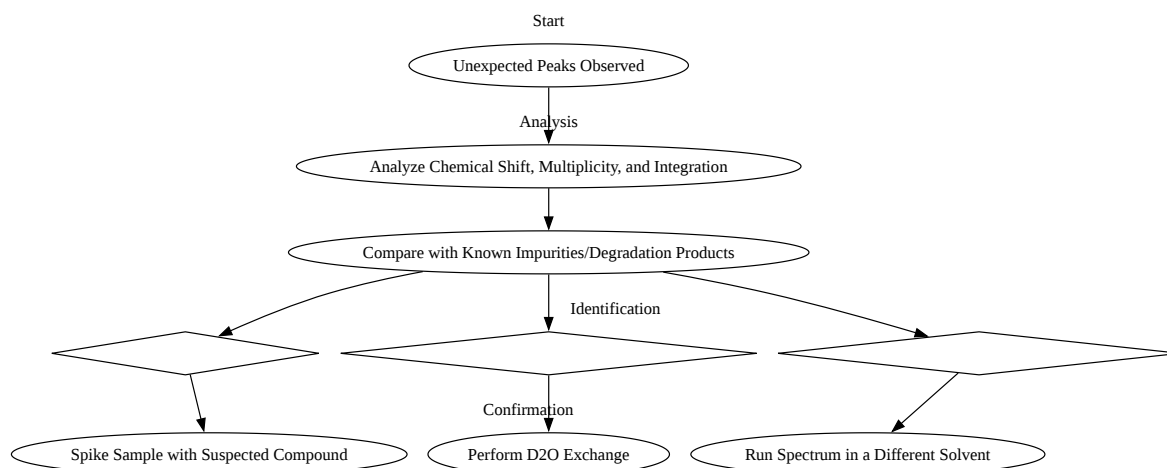 Start
Unexpected Peaks Observed
Analysis
Analyze Chemical Shift, Multiplicity, and Integration
Compare with Known Impurities/Degradation Products
Identification
Confirmation
Spike Sample with Suspected Compound
Perform D2O Exchange
Run Spectrum in a Different Solvent